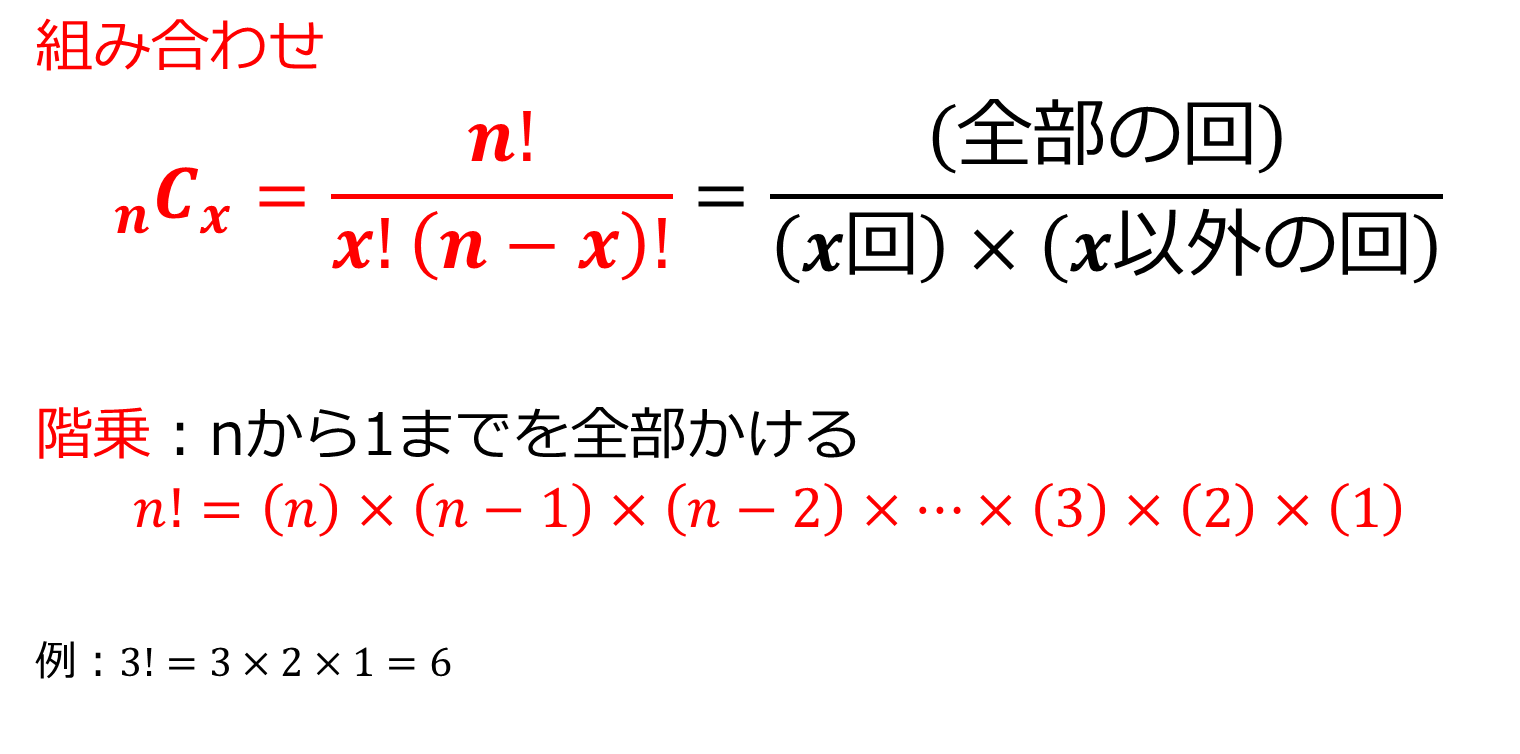 組み合わせ
ₙCₓ = n! / x! (n − x)! = (全部の回) / (x回) × (x以外の回)
階乗：nから1までを全部かける
n! = (n) × (n − 1) × (n − 2) × ⋯ × (3) × (2) × (1)
例：3! = 3 × 2 × 1 = 6